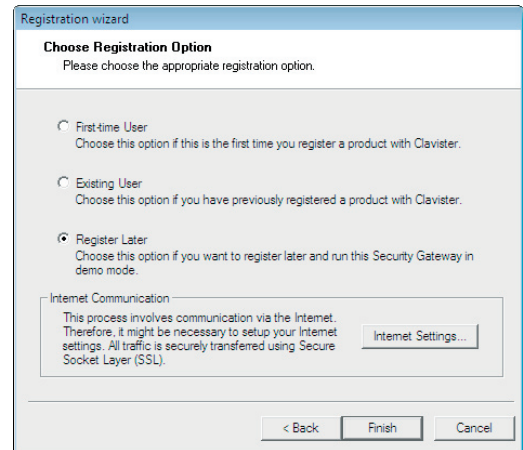 Registration wizard
Choose Registration Option
Please choose the appropriate registration option.
First-time User
Choose this option if this is the first time you register a product with Clavister.
Existing User
Choose this option if you have previously registered a product with Clavister.
Register Later
Choose this option if you want to register later and run this Security Gateway in
demo mode.
Internet Communication
This process involves communication via the Internet.
Therefore, it might be necessary to setup your Internet
settings. All traffic is securely transferred using Secure
Socket Layer (SSL).
Internet Settings...
< Back
Finish
Cancel